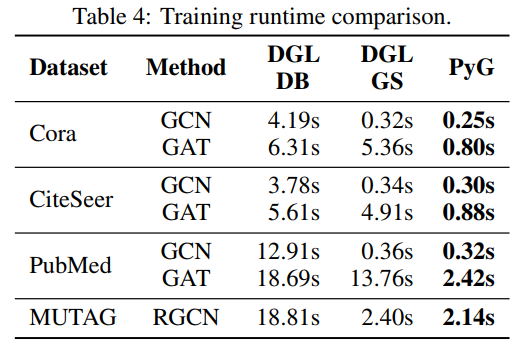 Table 4: Training runtime comparison.
Dataset Method DGL DB DGL GS PyG
Cora GCN 4.19s 0.32s 0.25s
GAT 6.31s 5.36s 0.80s
CiteSeer GCN 3.78s 0.34s 0.30s
GAT 5.61s 4.91s 0.88s
PubMed GCN 12.91s 0.36s 0.32s
GAT 18.69s 13.76s 2.42s
MUTAG RGCN 18.81s 2.40s 2.14s